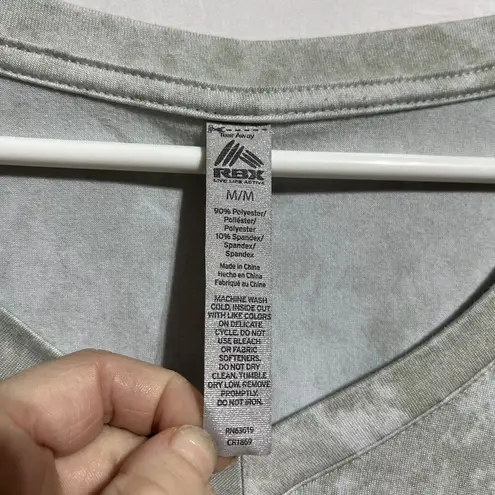 Tear Away
RBX
LIVE LIFE ACTIVE
M/M
90% Polyester/
Poliéster/
Polyester
10% Spandex/
Spandex/
Spandex
Made in China
Hecho en China
Fabriqué au Chine
MACHINE WASH
COLD, INSIDE OUT
WITH LIKE COLORS
ON DELICATE
CYCLE. DO NOT
USE BLEACH
OR FABRIC
SOFTENERS.
DO NOT DRY
CLEAN. TUMBLE
DRY LOW. REMOVE
PROMPTLY.
DO NOT IRON.
RN63619
CR1869